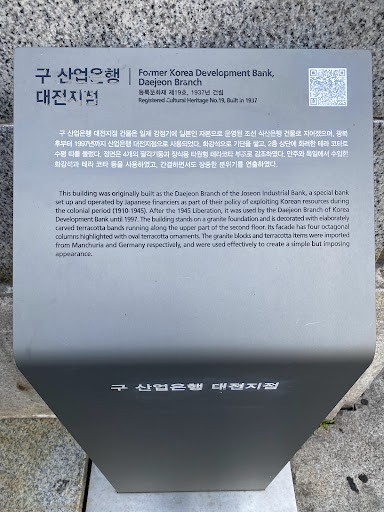 구 산업은행
대전지점
Former Korea Development Bank,
Daejeon Branch
등록문화재 제19호, 1937년 건립
Registered Cultural Heritage No.19, Built in 1937
구 산업은행 대전지점 건물은 일제 강점기에 일본인 자본으로 운영된 조선 식산은행 건물로 지어졌으며, 광복
후부터 1997년까지 산업은행 대전지점으로 사용되었다. 화강석으로 기단을 쌓고, 2층 상단에 화려한 테라 코타로
수평 띠를 둘렀다. 정면은 4개의 팔각기둥과 장식용 타원형 테라코타 부조로 강조하였다. 만주와 독일에서 수입한
화강석과 테라 코타 등을 사용하였고, 간결하면서도 장중한 분위기를 연출하였다.
This building was originally built as the Daejeon Branch of the Joseon Industrial Bank, a special bank
set up and operated by Japanese financiers as part of their policy of exploiting Korean resources during
the colonial period (1910-1945). After the 1945 Liberation, it was used by the Daejeon Branch of Korea
Development Bank until 1997. The building stands on a granite foundation and is decorated with elaborately
carved terracotta bands running along the upper part of the second floor. Its facade has four octagonal
columns highlighted with oval terracotta ornaments. The granite blocks and terracotta items were imported
from Manchuria and Germany respectively, and were used effectively to create a simple but imposing
appearance.
구 산업은행 대전지점